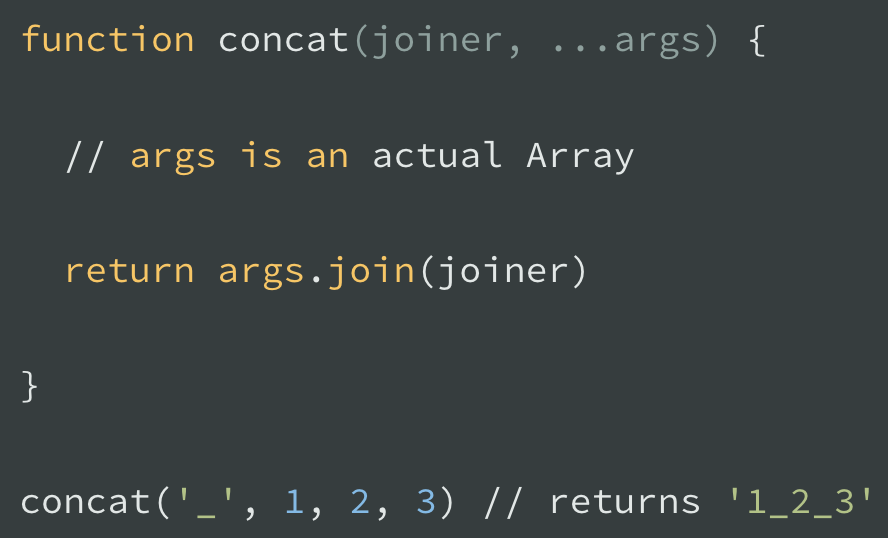 function concat(joiner, ...args) {
// args is an actual Array
return args.join(joiner)
}
concat('_', 1, 2, 3) // returns '1_2_3'